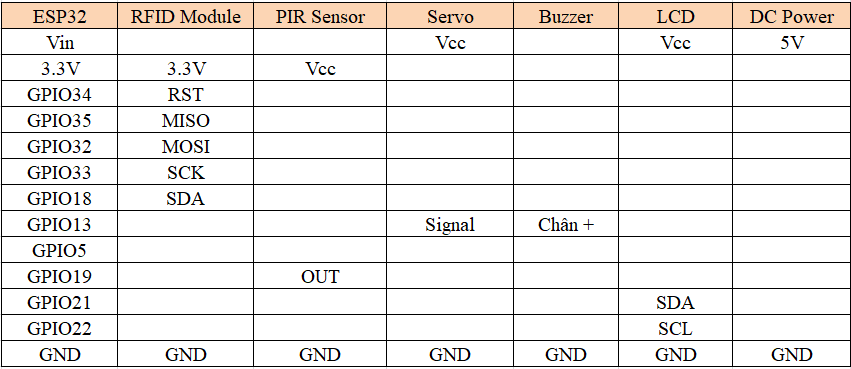 ESP32 RFID Module PIR Sensor Servo Buzzer LCD DC Power
Vin Vcc Vcc 5V
3.3V 3.3V Vcc
GPIO34 RST
GPIO35 MISO
GPIO32 MOSI
GPIO33 SCK
GPIO18 SDA
GPIO13 Signal Chân +
GPIO5
GPIO19 OUT
GPIO21 SDA
GPIO22 SCL
GND GND GND GND GND GND GND